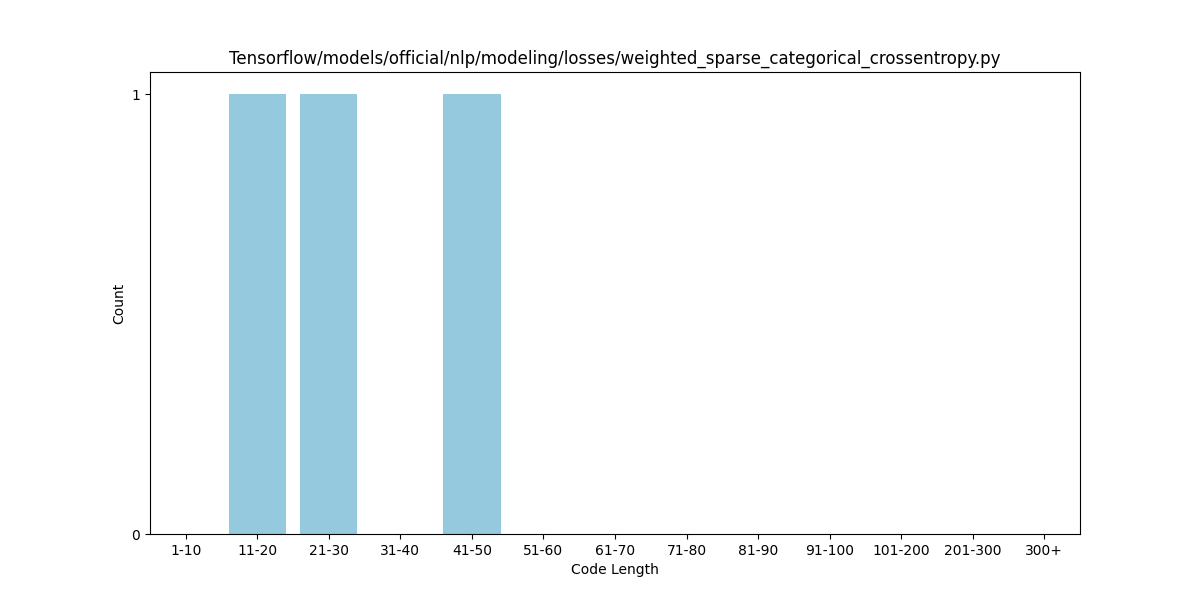 Tensorflow/models/official/nlp/modeling/losses/weighted_sparse_categorical_crossentropy.py
1
Count
0
1-10 11-20 21-30 31-40 41-50 51-60 61-70 71-80 81-90 91-100 101-200 201-300 300+
Code Length